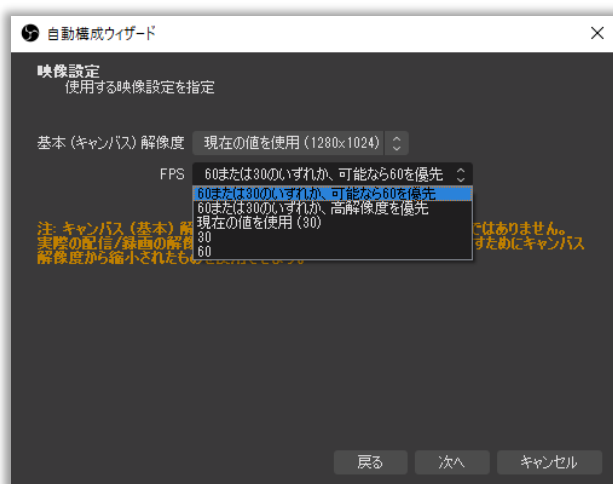 自動構成ウィザード
映像設定
使用する映像設定を指定
基本 (キャンバス) 解像度 現在の値を使用 (1280x1024)
FPS 60または30のいずれか、可能なら60を優先
60または30のいずれか、可能なら60を優先
60または30のいずれか、高解像度を優先
現在の値を使用 (30)
30
60
注: キャンバス (基本) 解 ではありません。
実際の配信/録画の解像 すためにキャンバス
解像度から縮小されたも
戻る 次へ キャンセル